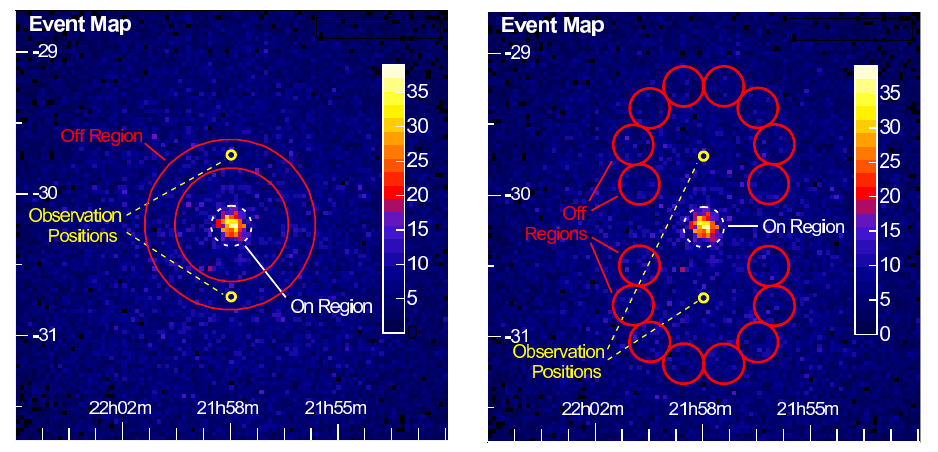 Event Map
-29
Off Region
-30
Observation
Positions
On Region
-31
22h02m
21h58m
21h55m
35
30
25
20
15
10
5
0
Event Map
-29
-30
Off
Regions
On Region
-31
Observation
Positions
22h02m
21h58m
21h55m
35
30
25
20
15
10
5
0